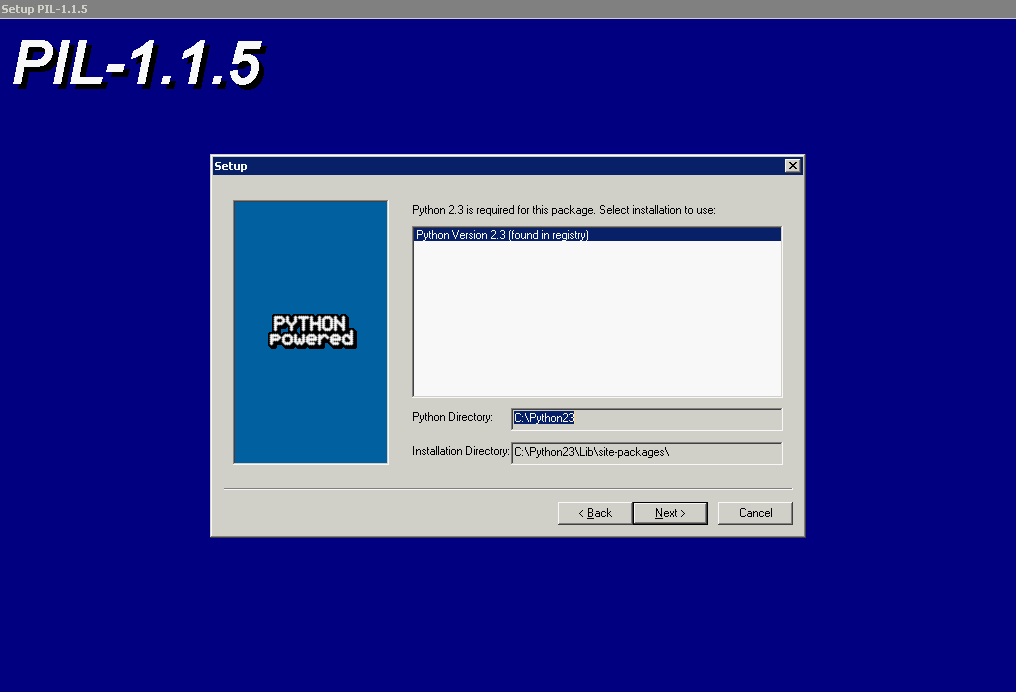 Setup PIL-1.1.5
PIL-1.1.5
Setup
Python 2.3 is required for this package. Select installation to use:
Python Version 2.3 (found in registry)
PYTHON
powered
Python Directory: C:\Python23
Installation Directory: C:\Python23\Lib\site-packages\
< Back Next > Cancel